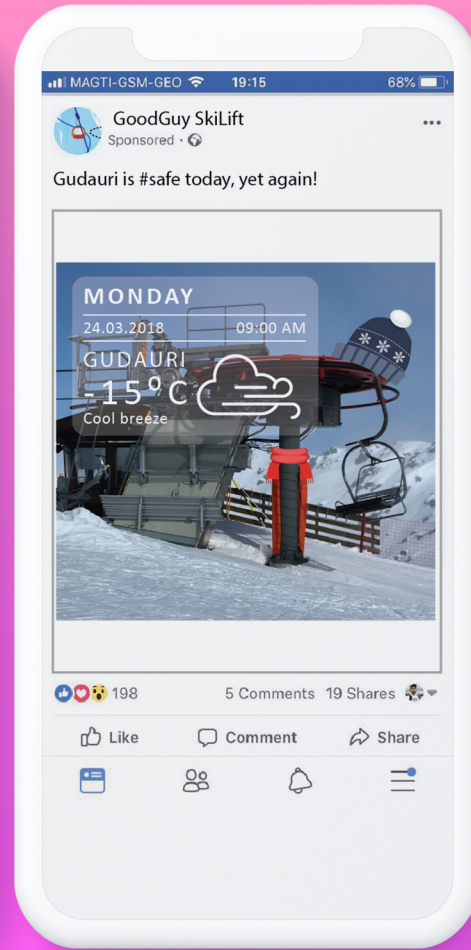 MAGTI-GSM-GEO 19:15 68%
GoodGuy SkiLift
Sponsored
Gudauri is #safe today, yet again!
MONDAY
24.03.2018 09:00 AM
GUDAURI
-15°C
Cool breeze
198 5 Comments 19 Shares
Like Comment Share